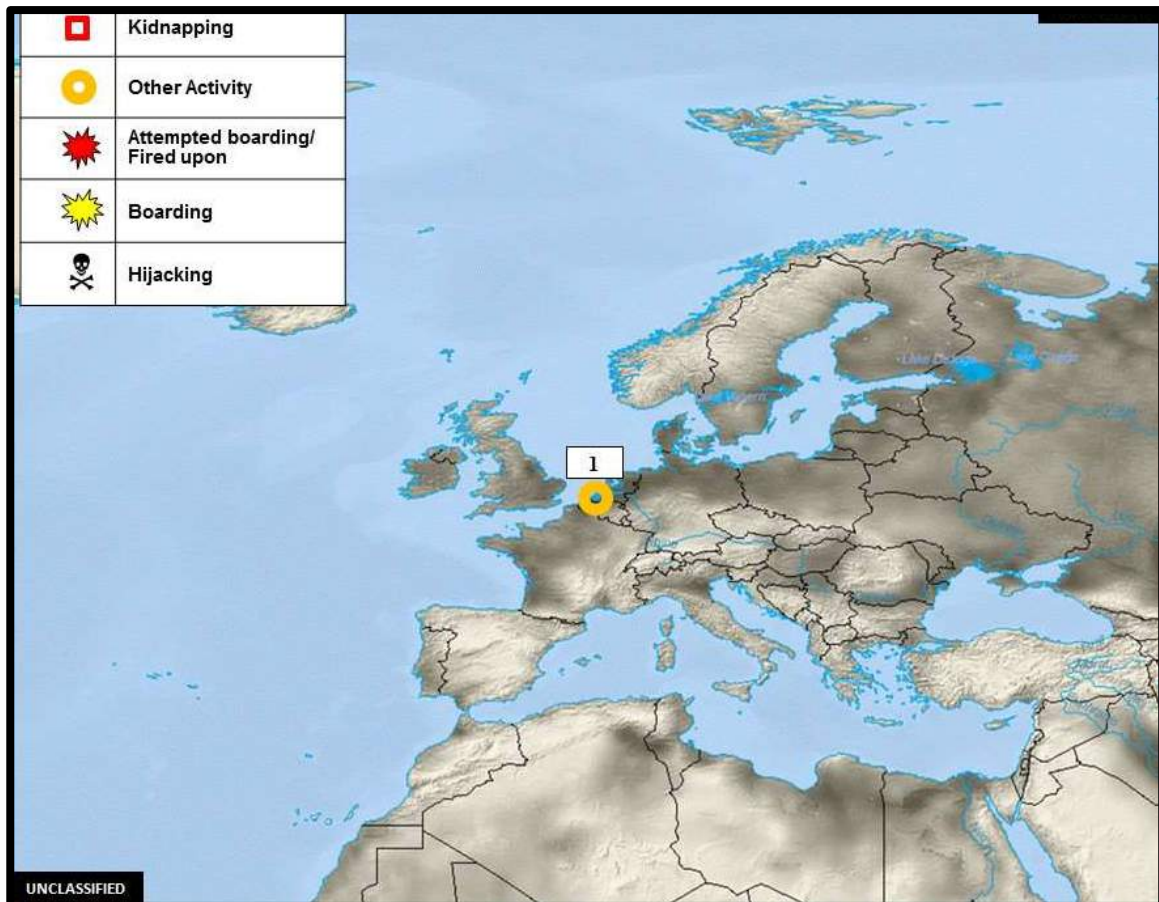 Kidnapping
Other Activity
Attempted boarding/
Fired upon
Boarding
Hijacking
1
UNCLASSIFIED